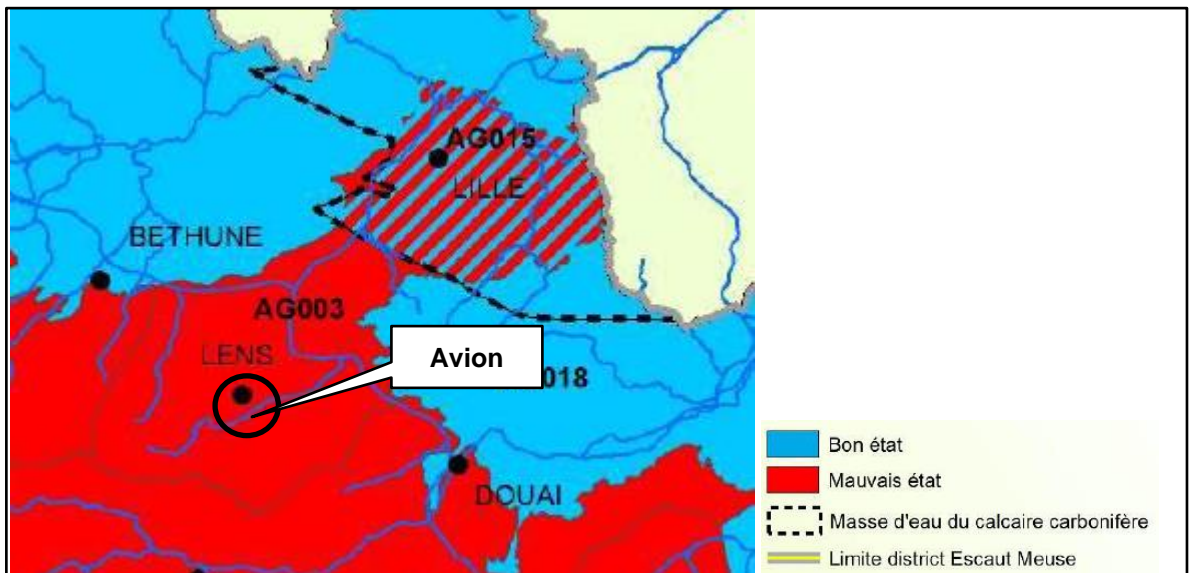 AG015
LILLE
BETHUNE
AG003
LENS
Avion
018
DOUAI
Bon état
Mauvais état
Masse d'eau du calcaire carbonifère
Limite district Escaut Meuse